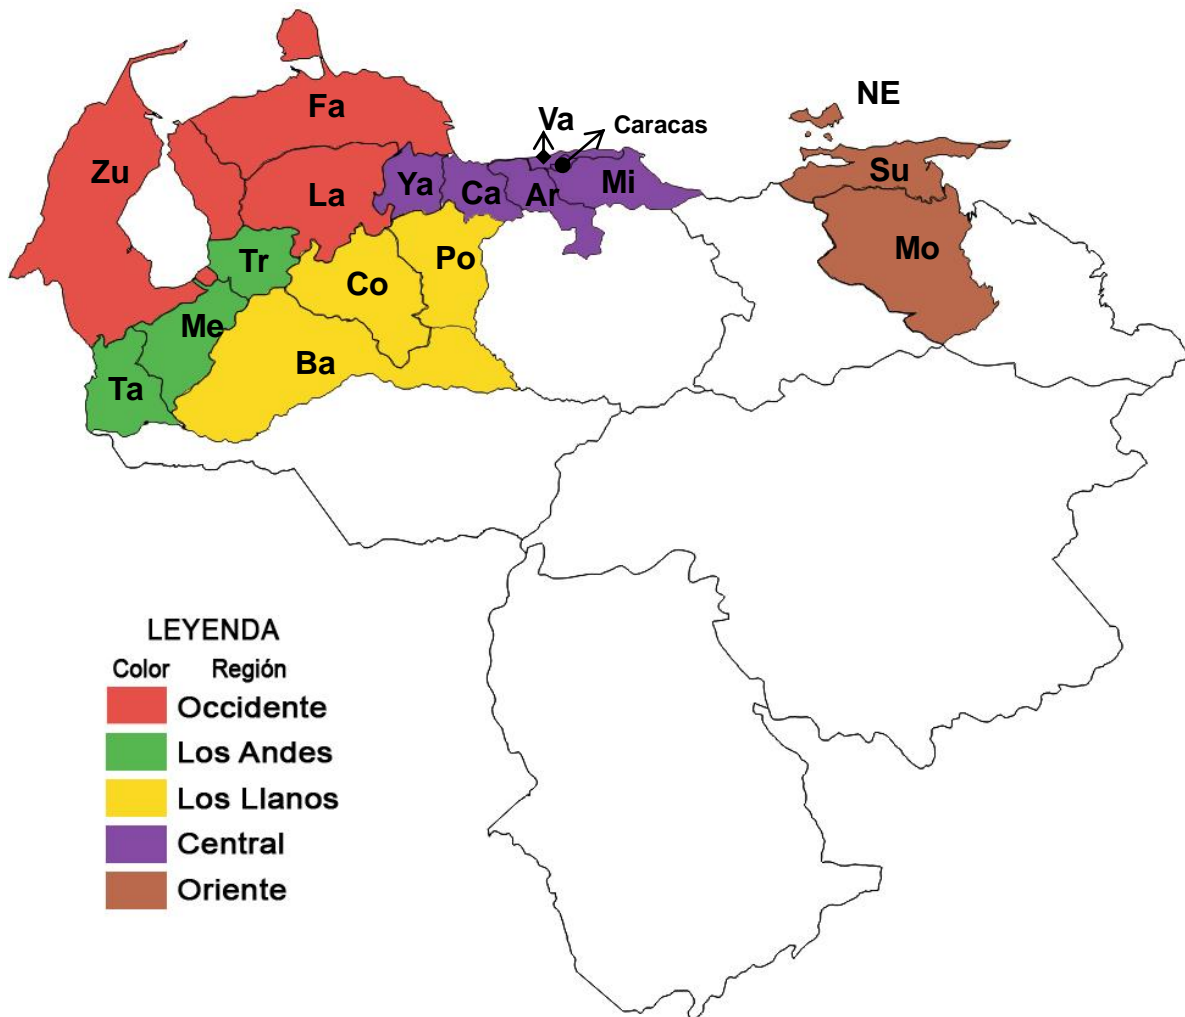 NE
Fa
Va
Caracas
Zu
La
Ya
Ca
Ar
Mi
Su
Tr
Co
Po
Mo
Me
Ba
Ta
LEYENDA
Color Región
Occidente
Los Andes
Los Llanos
Central
Oriente